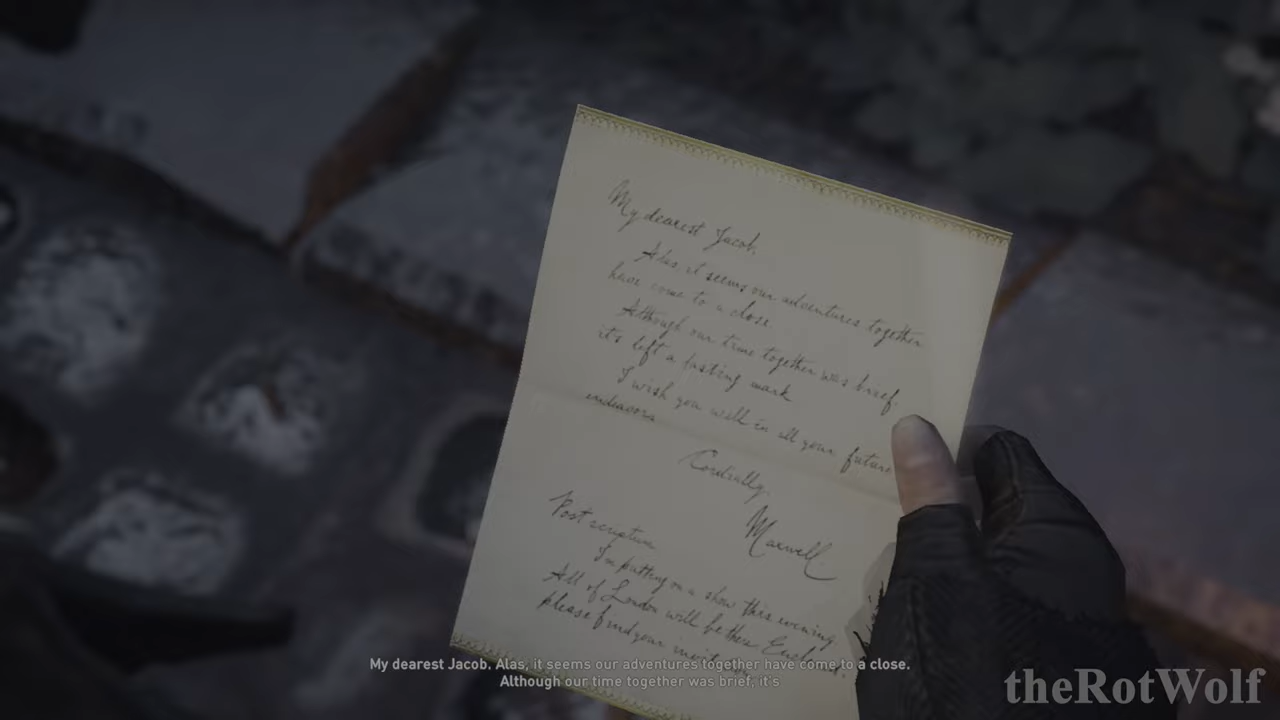 My dearest Jacob,
Alas, it seems our adventures together
have come to a close.
Although our time together was brief,
it's left a lasting mark
I wish you well in all your future
endeavors
Cordially,
Maxwell
Post scriptum
I'm putting on a show this evening
All of London will be there Enclosed,
please find your invitation.
My dearest Jacob. Alas, it seems our adventures together have come to a close.
Although our time together was brief, it's
theRotWolf